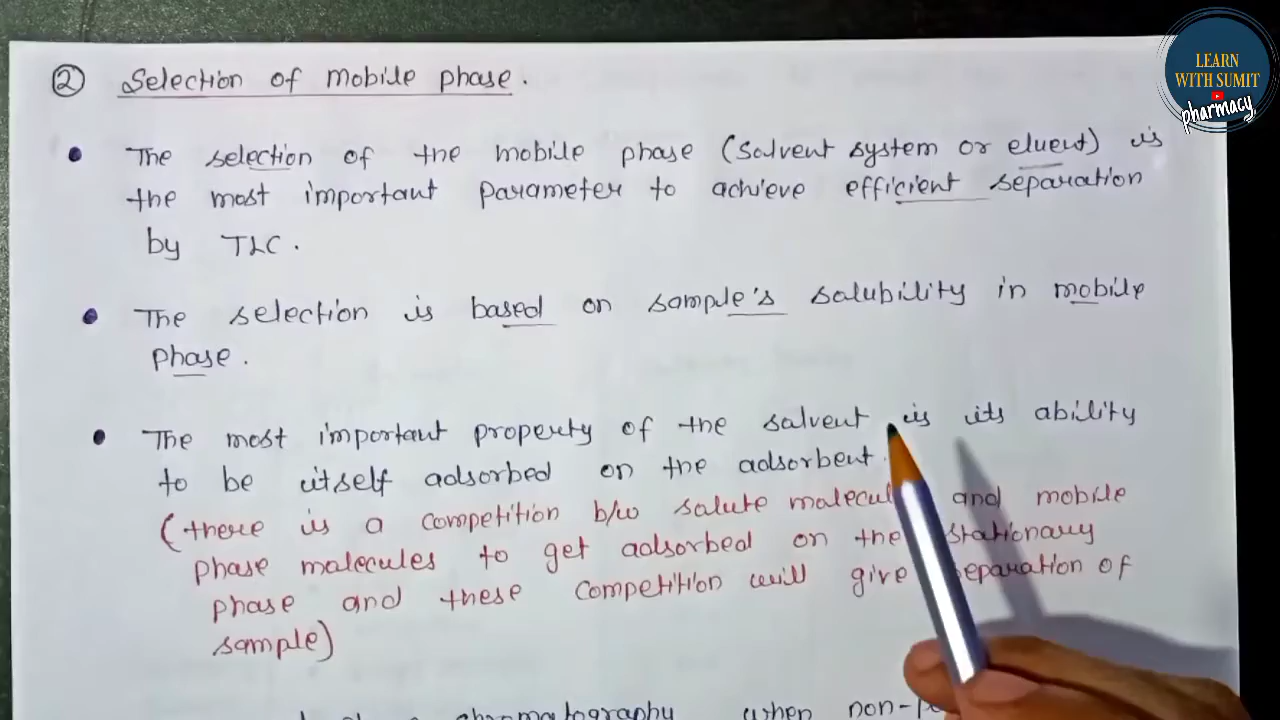 LEARN
WITH SUMIT
pharmacy
② Selection of mobile phase.
• The selection of the mobile phase (Solvent system or eluent) is
the most important parameter to achieve efficient separation
by TLC.
• The selection is based on sample's solubility in mobile
phase.
• The most important property of the solvent is its ability
to be itself adsorbed on the adsorbent.
(there is a competition b/w solute and mobile
phase molecules to get adsorbed on the stationary
phase and these competition will give separation of
sample)
chromatography when